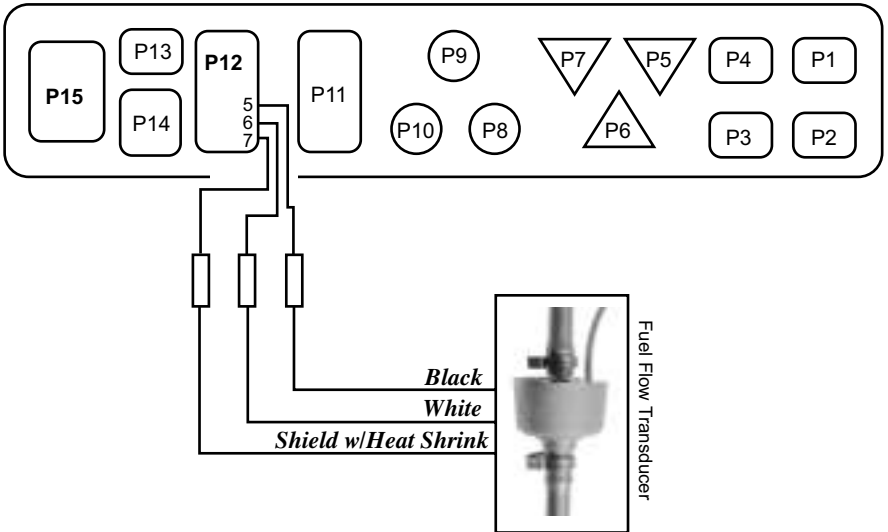 P15
P13
P14
P12
5
6
7
P11
P9
P10
P8
P7
P5
P6
P4
P1
P3
P2
Black
White
Shield w/Heat Shrink
Fuel Flow Transducer